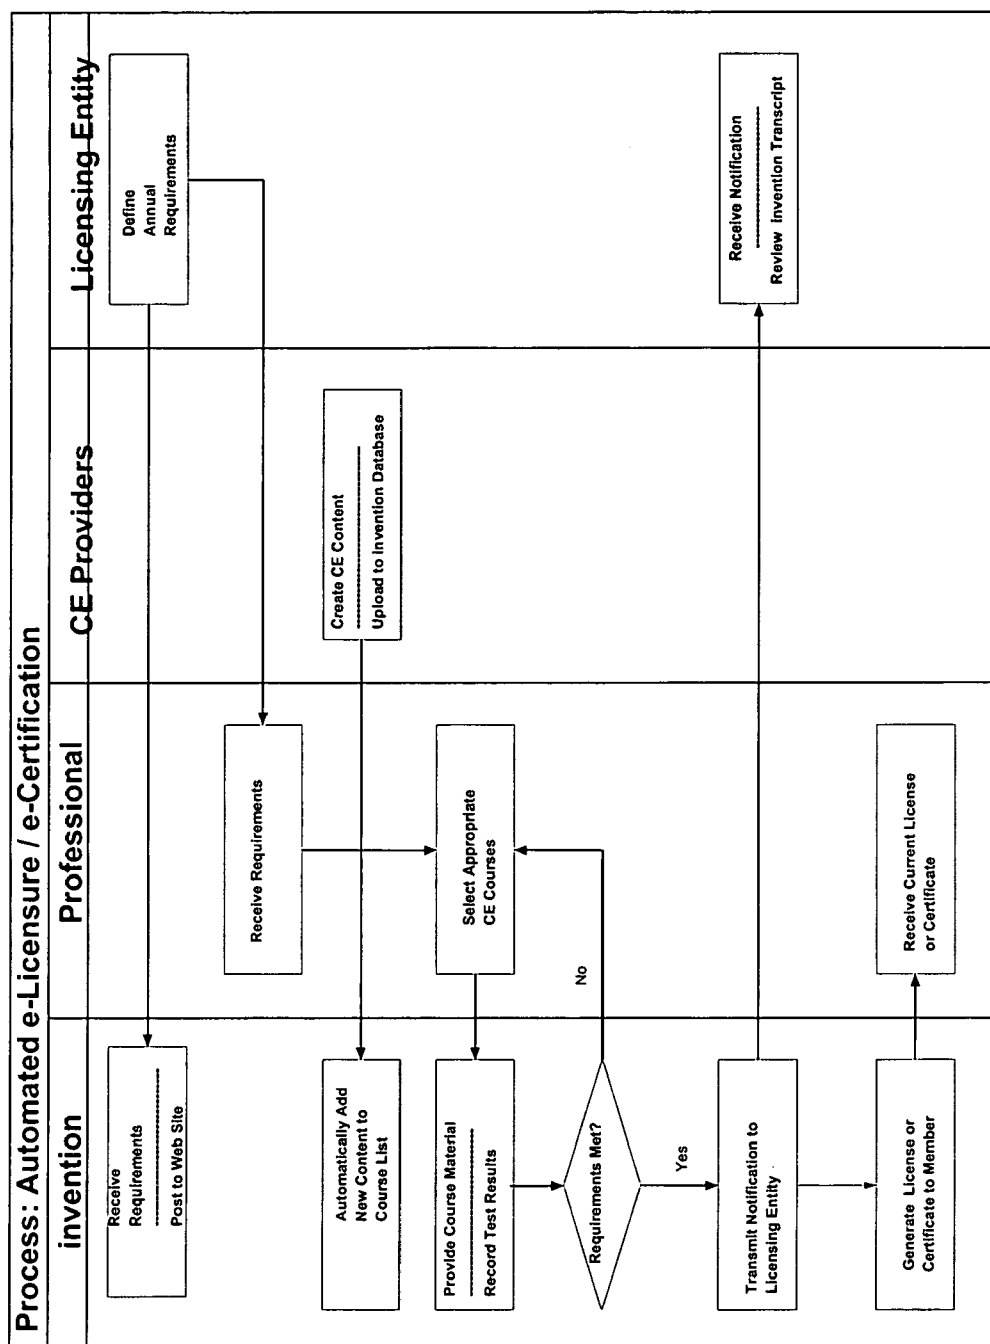 Process: Automated e-Licensure / e-Certification
invention
Professional
CE Providers
Licensing Entity
Define
Annual
Requirements
Receive
Requirements
Post to Web Site
Receive Requirements
Create CE Content
Upload to Invention Database
Automatically Add
New Content to
Course List
Select Appropriate
CE Courses
Provide Course Material
Record Test Results
Requirements Met?
No
Yes
Transmit Notification to
Licensing Entity
Receive Notification
Review Invention Transcript
Generate License or
Certificate to Member
Receive Current License
or Certificate